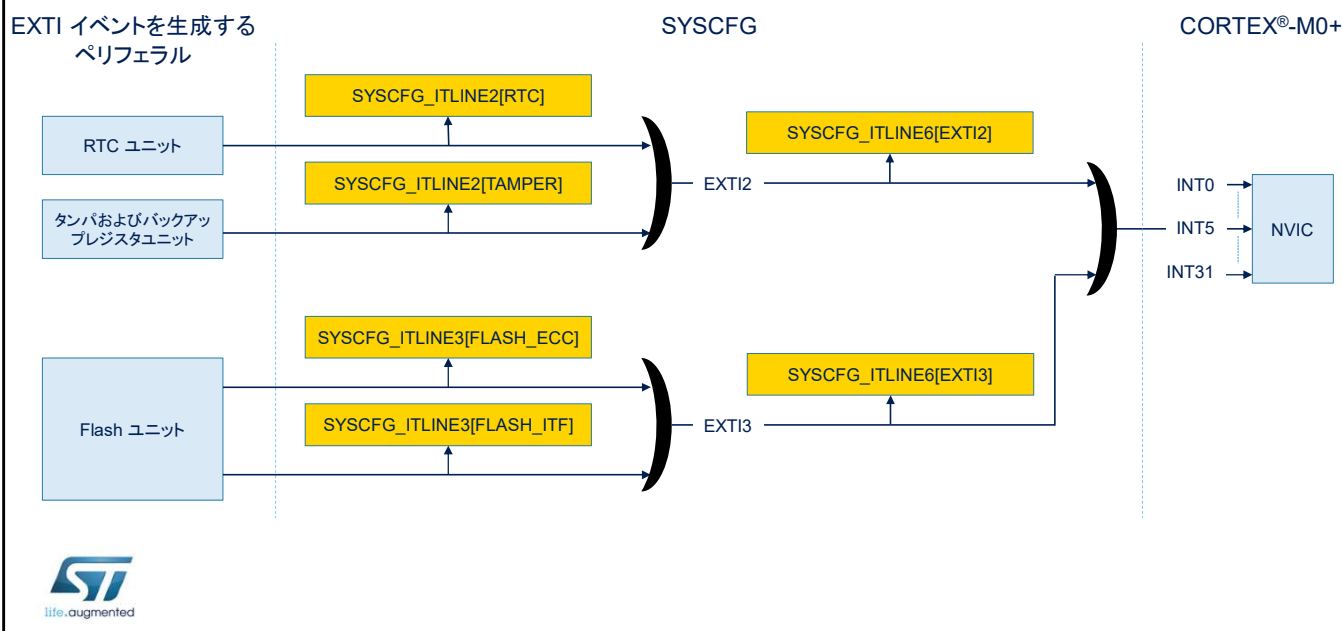 EXTI イベントを生成する
ペリフェラル
SYSCFG
CORTEX®-M0+
SYSCFG_ITLINE2[RTC]
RTC ユニット
SYSCFG_ITLINE6[EXTI2]
SYSCFG_ITLINE2[TAMPER]
EXTI2
INT0
タンパおよびバックアッ
プレジスタユニット
INT5
NVIC
INT31
SYSCFG_ITLINE3[FLASH_ECC]
SYSCFG_ITLINE6[EXTI3]
Flash ユニット
SYSCFG_ITLINE3[FLASH_ITF]
EXTI3
ST
life.augmented